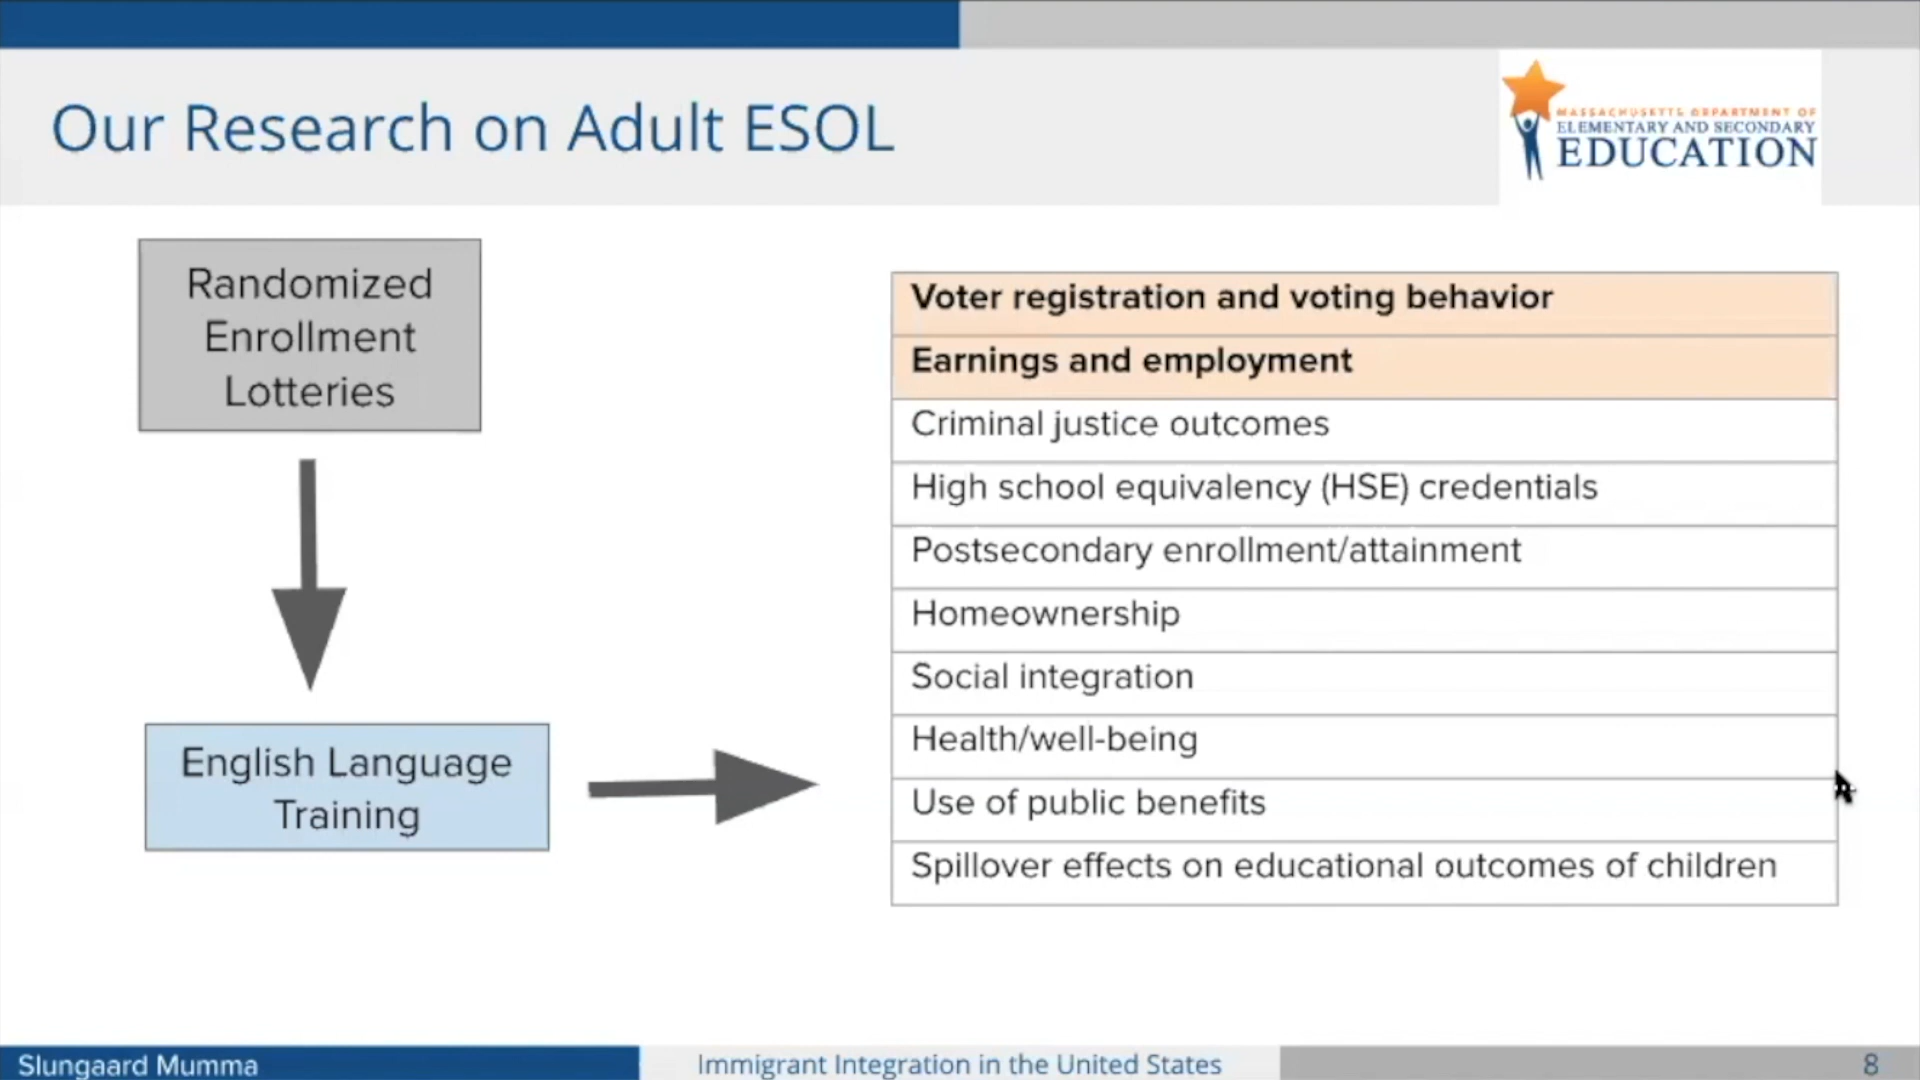 Our Research on Adult ESOL
MASSACHUSETTS DEPARTMENT OF
ELEMENTARY AND SECONDARY
EDUCATION
Randomized
Enrollment
Lotteries
English Language
Training
Voter registration and voting behavior
Earnings and employment
Criminal justice outcomes
High school equivalency (HSE) credentials
Postsecondary enrollment/attainment
Homeownership
Social integration
Health/well-being
Use of public benefits
Spillover effects on educational outcomes of children
Slungaard Mumma
Immigrant Integration in the United States
8